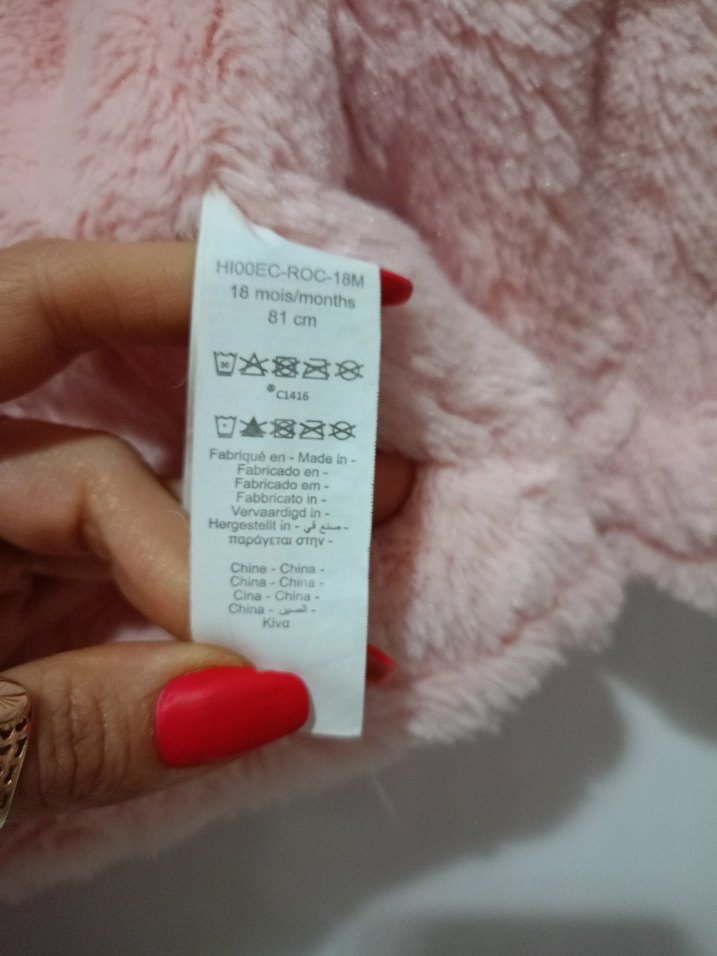 HI00EC-ROC-18M
18 mois/months
81 cm
30
®C1416
Fabriqué en - Made in -
Fabricado en -
Fabricado em -
Fabbricato in -
Vervaardigd in -
Hergestellt in - صنع في -
παράγεται στην -
Chine - China -
China - China -
Cina - China -
China - الصين -
Κίνα